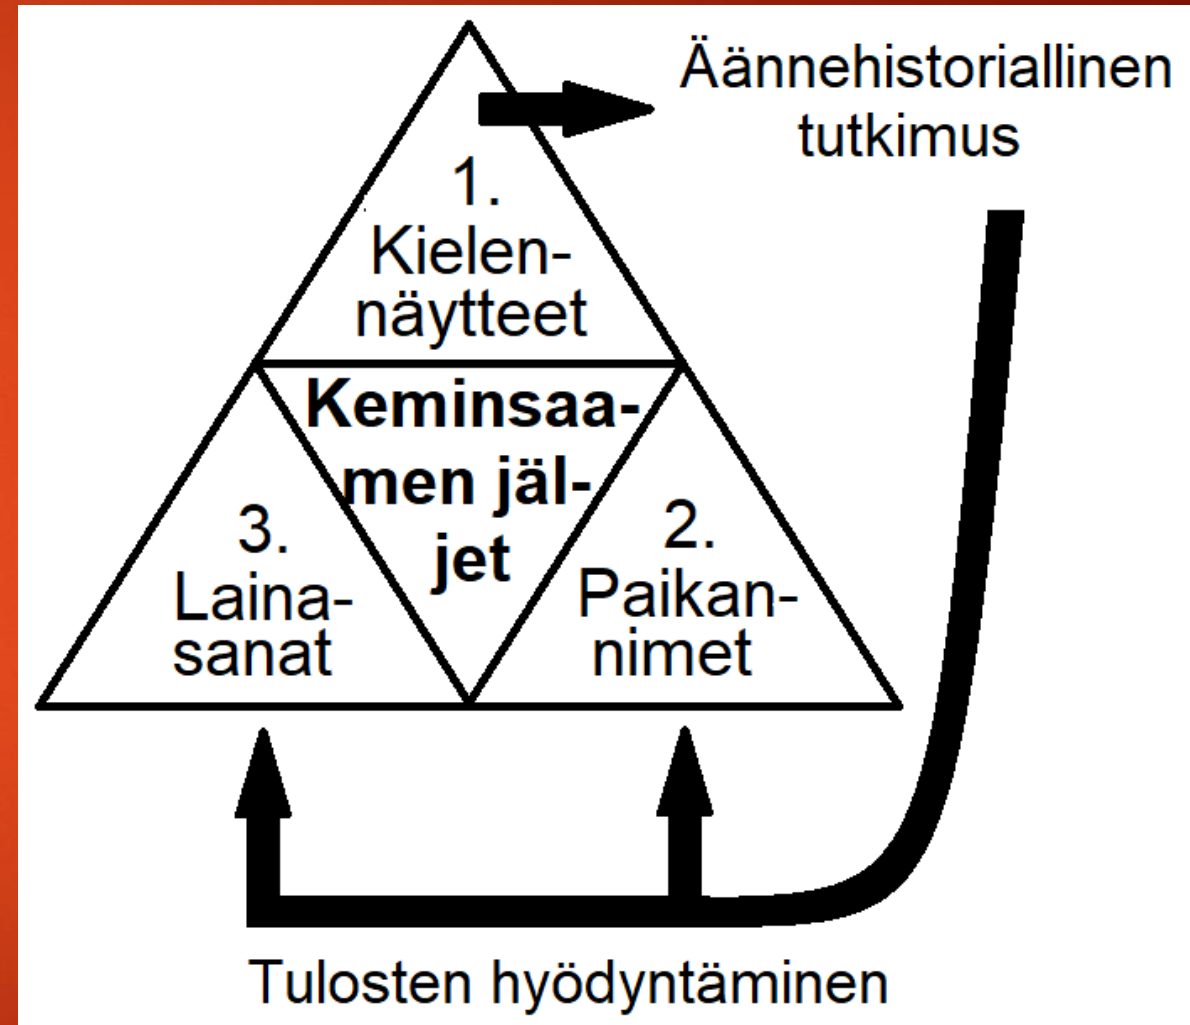 Äännehistoriallinen
tutkimus
1.
Kielen-
näytteet
Keminsaa-
men jäl-
jet
3.
Laina-
sanat
2.
Paikan-
nimet
Tulosten hyödyntäminen